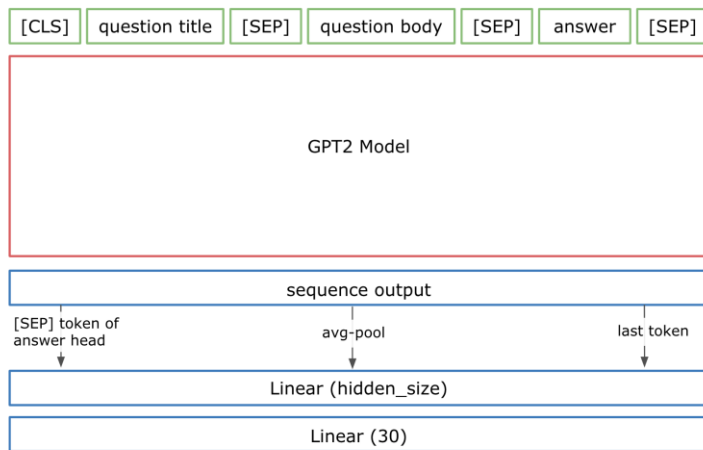 [CLS] question title [SEP] question body [SEP] answer [SEP]
GPT2 Model
sequence output
[SEP] token of
answer head
avg-pool
last token
Linear (hidden_size)
Linear (30)